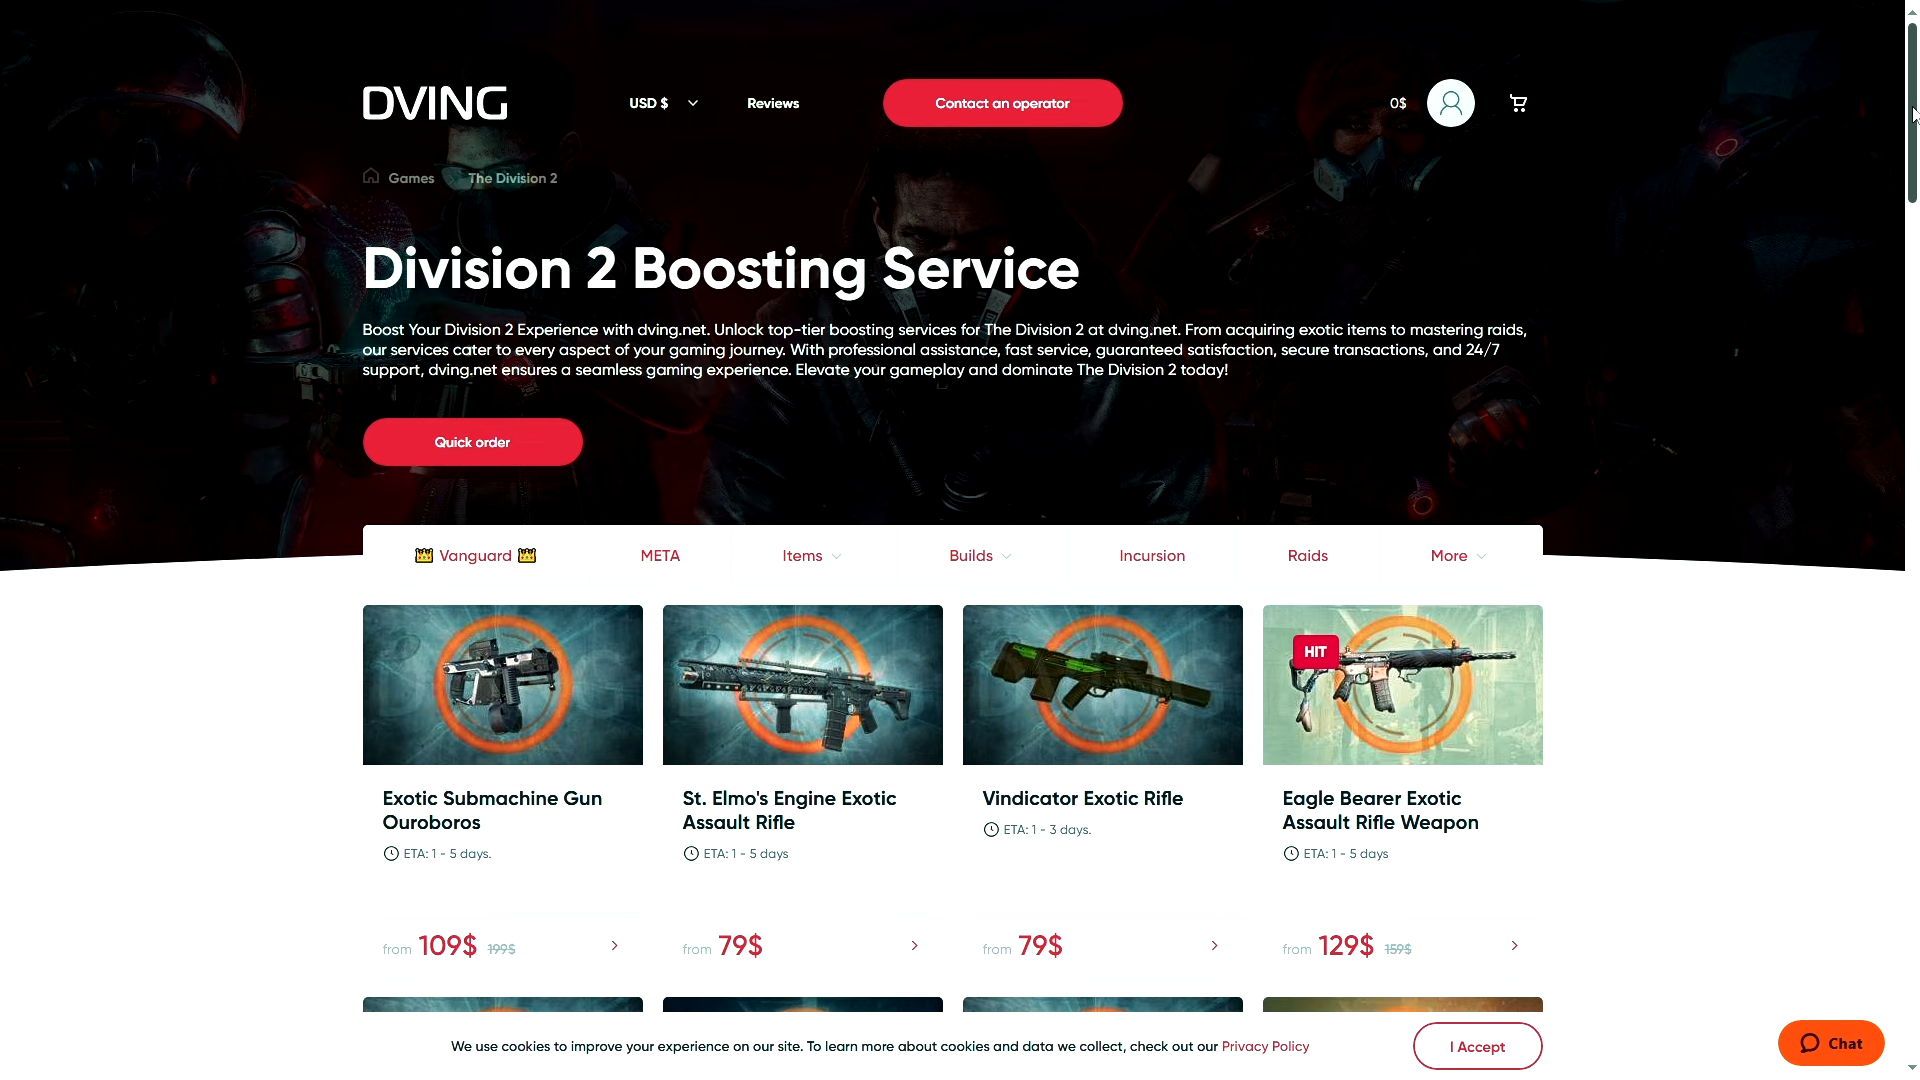 DVING
USD $
Reviews
Contact an operator
0$
Games
The Division 2
Division 2 Boosting Service
Boost Your Division 2 Experience with dving.net. Unlock top-tier boosting services for The Division 2 at dving.net. From acquiring exotic items to mastering raids,
our services cater to every aspect of your gaming journey. With professional assistance, fast service, guaranteed satisfaction, secure transactions, and 24/7
support, dving.net ensures a seamless gaming experience. Elevate your gameplay and dominate The Division 2 today!
Quick order
👑 Vanguard 👑
META
Items
Builds
Incursion
Raids
More
HIT
Exotic Submachine Gun
Ouroboros
ETA: 1 - 5 days.
from 109$ 199$
St. Elmo's Engine Exotic
Assault Rifle
ETA: 1 - 5 days
from 79$
Vindicator Exotic Rifle
ETA: 1 - 3 days.
from 79$
Eagle Bearer Exotic
Assault Rifle Weapon
ETA: 1 - 5 days
from 129$ 159$
We use cookies to improve your experience on our site. To learn more about cookies and data we collect, check out our Privacy Policy
I Accept
Chat